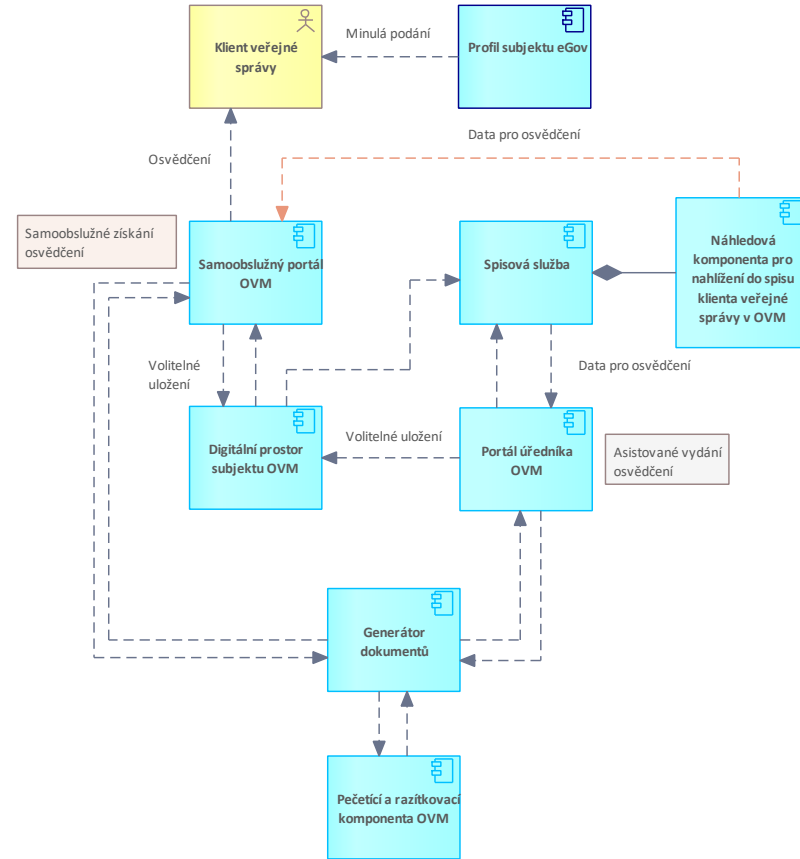 Klient veřejné
správy
Minulá podání
Profil subjektu eGov
Data pro osvědčení
Osvědčení
Samoobslužné získání
osvědčení
Samoobslužný portál
OVM
Spisová služba
Náhledová
komponenta pro
nahlížení do spisu
klienta veřejné
správy v OVM
Volitelné
uložení
Data pro osvědčení
Digitální prostor
subjektu OVM
Volitelné uložení
Portál úředníka
OVM
Asistované vydání
osvědčení
Generátor
dokumentů
Pečetící a razítkovací
komponenta OVM